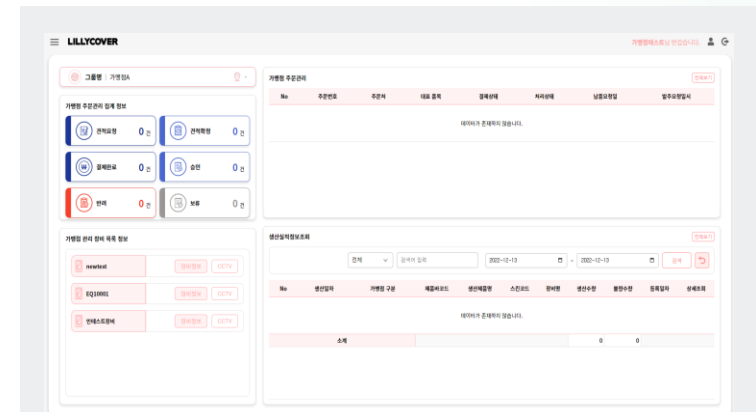 LILLYCOVER
가맹점테스트님 반갑습니다.
그룹명 | 가맹점A
가맹점 주문관리 집계 정보
견적요청 0 건
견적확정 0 건
결제완료 0 건
승인 0 건
반려 0 건
보류 0 건
가맹점 관리 장비 목록 정보
newtest 장비정보 CCTV
EQ10001 장비정보 CCTV
안테스트장비 장비정보 CCTV
가맹점 주문관리 전체보기
No 주문번호 주문처 대표 품목 결제상태 처리상태 납품요청일 발주요청일시
데이터가 존재하지 않습니다.
생산실적정보조회 전체보기
전체 검색어 입력 2022-12-13 ~ 2022-12-13 검색
No 생산일자 가맹점 구분 제품바코드 생산제품명 스킨코드 장비명 생산수량 불량수량 등록일자 상세조회
데이터가 존재하지 않습니다.
소계 0 0